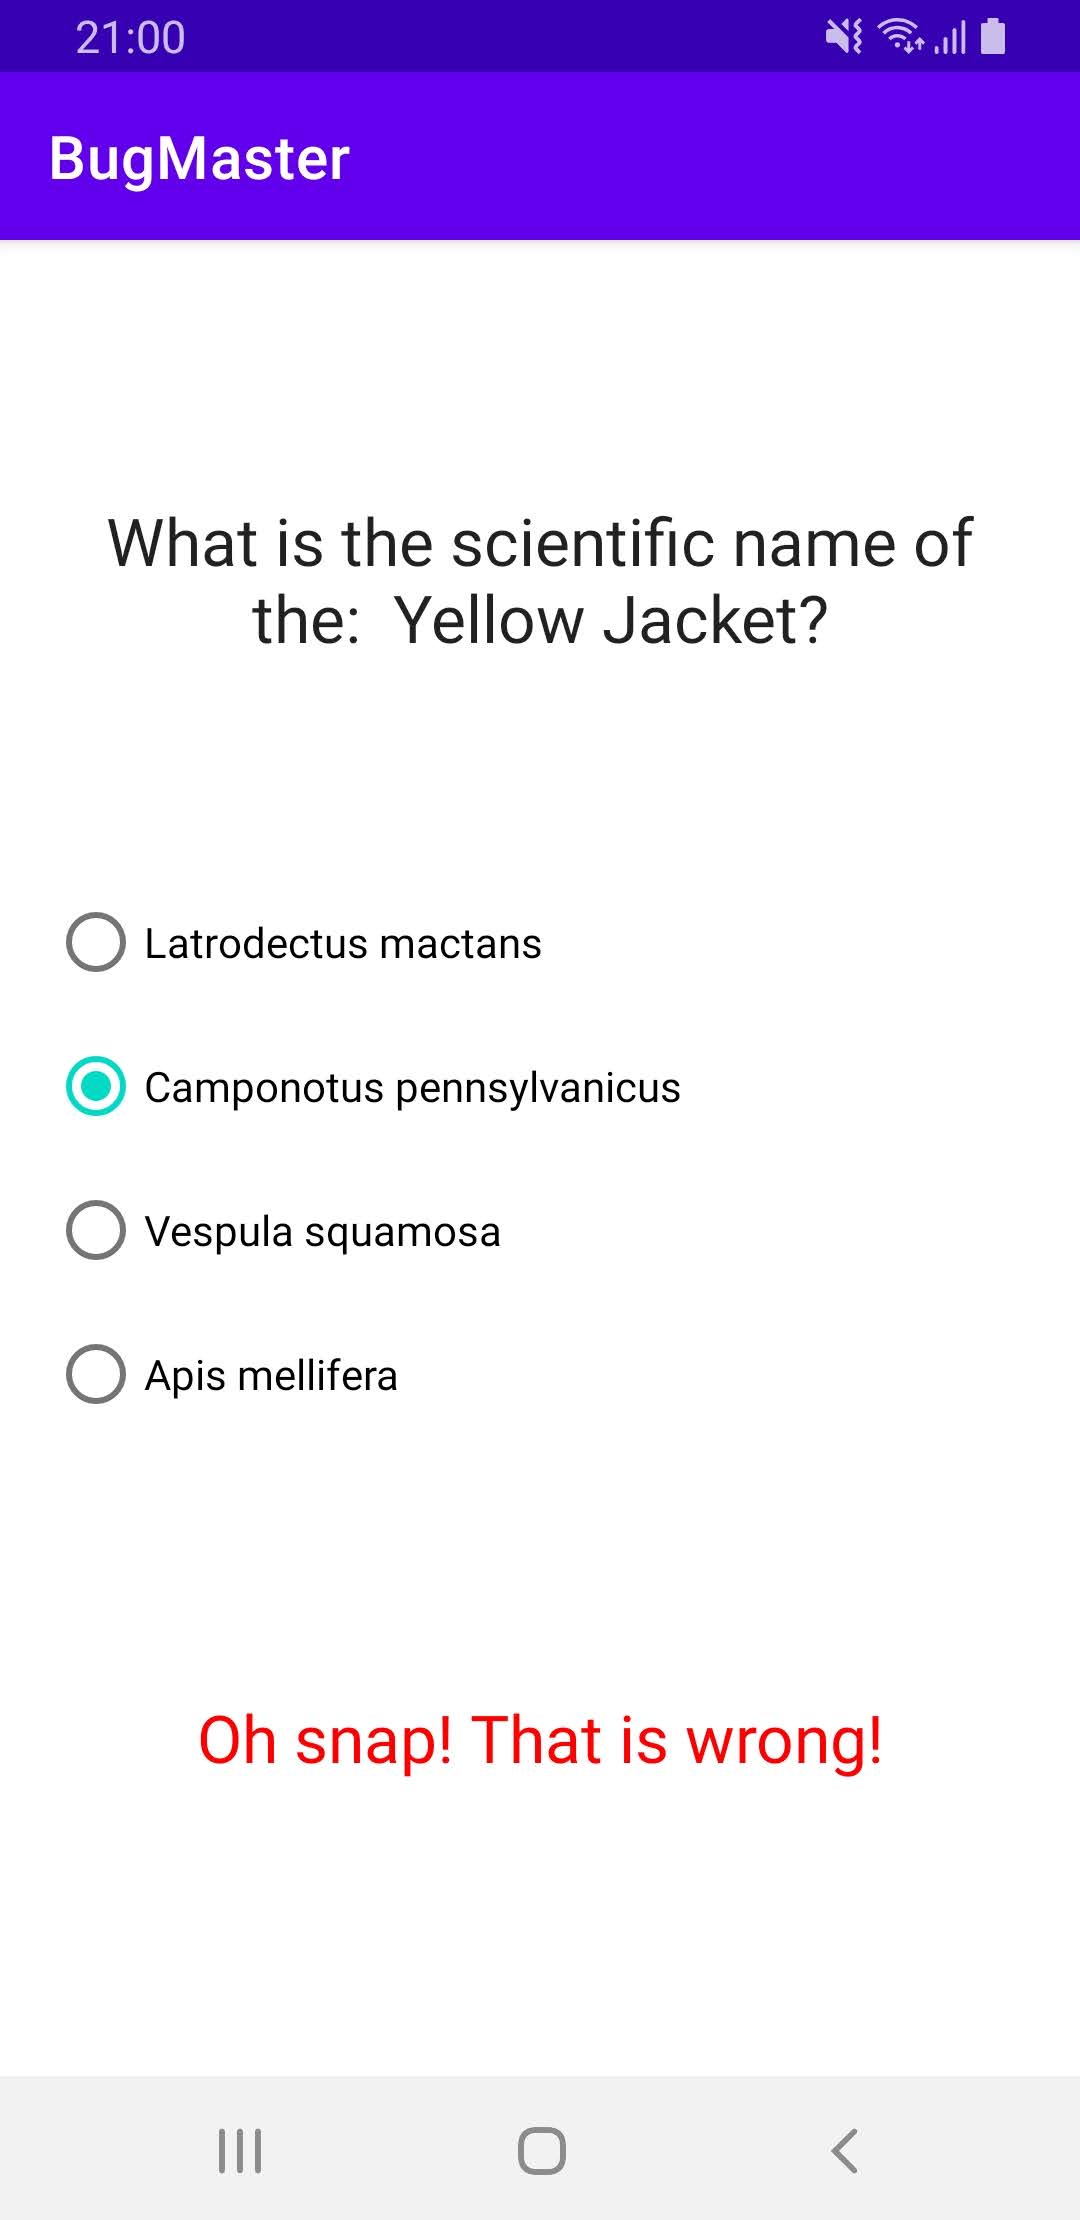 21:00
BugMaster
What is the scientific name of
the:  Yellow Jacket?
Latrodectus mactans
Camponotus pennsylvanicus
Vespula squamosa
Apis mellifera
Oh snap! That is wrong!